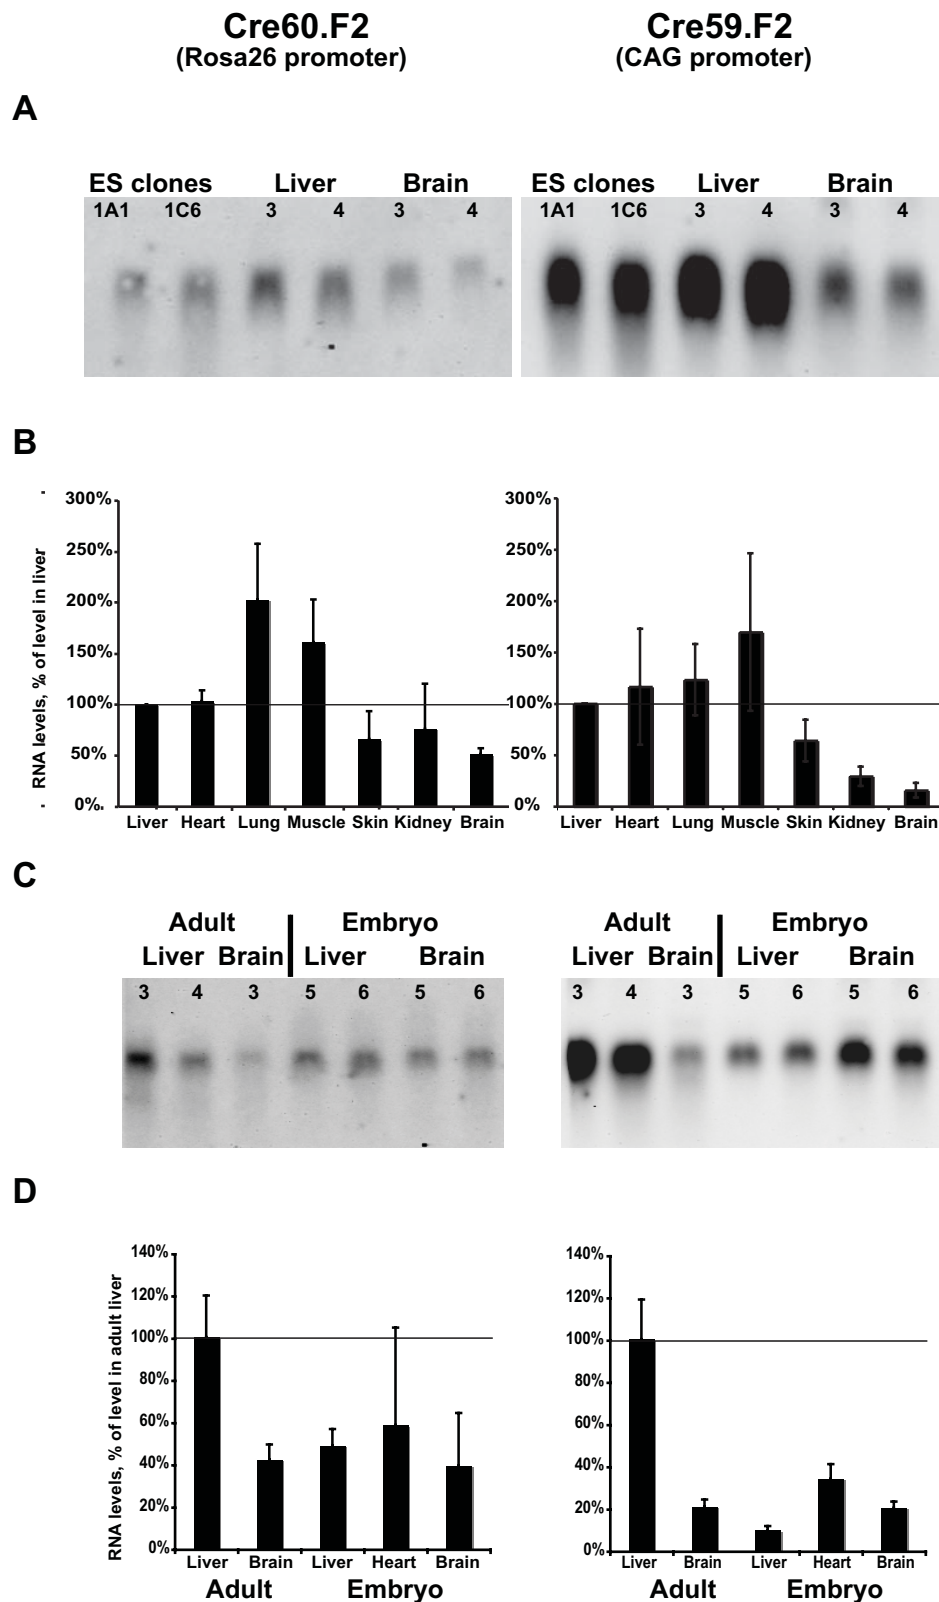 Cre60.F2
(Rosa26 promoter)
Cre59.F2
(CAG promoter)
A
ES clones Liver Brain
1A1 1C6 3 4 3 4
ES clones Liver Brain
1A1 1C6 3 4 3 4
B
RNA levels, % of level in liver
300%
250%
200%
150%
100%
50%
0%
Liver Heart Lung Muscle Skin Kidney Brain
300%
250%
200%
150%
100%
50%
0%
Liver Heart Lung Muscle Skin Kidney Brain
C
Adult Embryo
Liver Brain Liver Brain
3 4 3 5 6 5 6
Adult Embryo
Liver Brain Liver Brain
3 4 3 5 6 5 6
D
RNA levels, % of level in adult liver
140%
120%
100%
80%
60%
40%
20%
0%
Liver Brain Liver Heart Brain
Adult Embryo
140%
120%
100%
80%
60%
40%
20%
0%
Liver Brain Liver Heart Brain
Adult Embryo